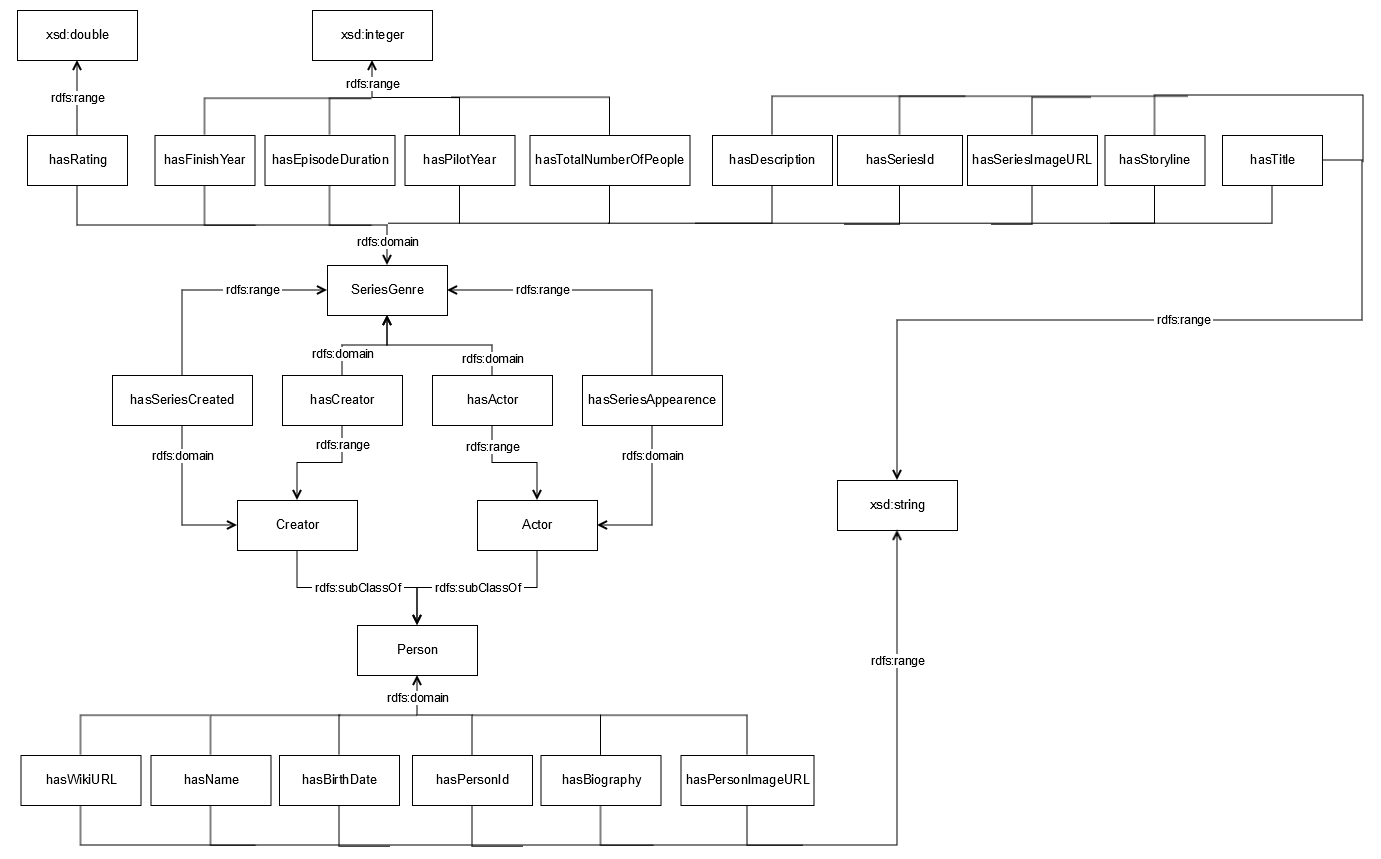 xsd:double
xsd:integer
rdfs:range
rdfs:range
hasRating
hasFinishYear
hasEpisodeDuration
hasPilotYear
hasTotalNumberOfPeople
hasDescription
hasSeriesId
hasSeriesImageURL
hasStoryline
hasTitle
rdfs:domain
rdfs:range
SeriesGenre
rdfs:range
rdfs:range
rdfs:domain
rdfs:domain
hasSeriesCreated
hasCreator
hasActor
hasSeriesAppearence
rdfs:domain
rdfs:range
rdfs:range
rdfs:domain
xsd:string
Creator
Actor
rdfs:subClassOf
rdfs:subClassOf
Person
rdfs:range
rdfs:domain
hasWikiURL
hasName
hasBirthDate
hasPersonId
hasBiography
hasPersonImageURL